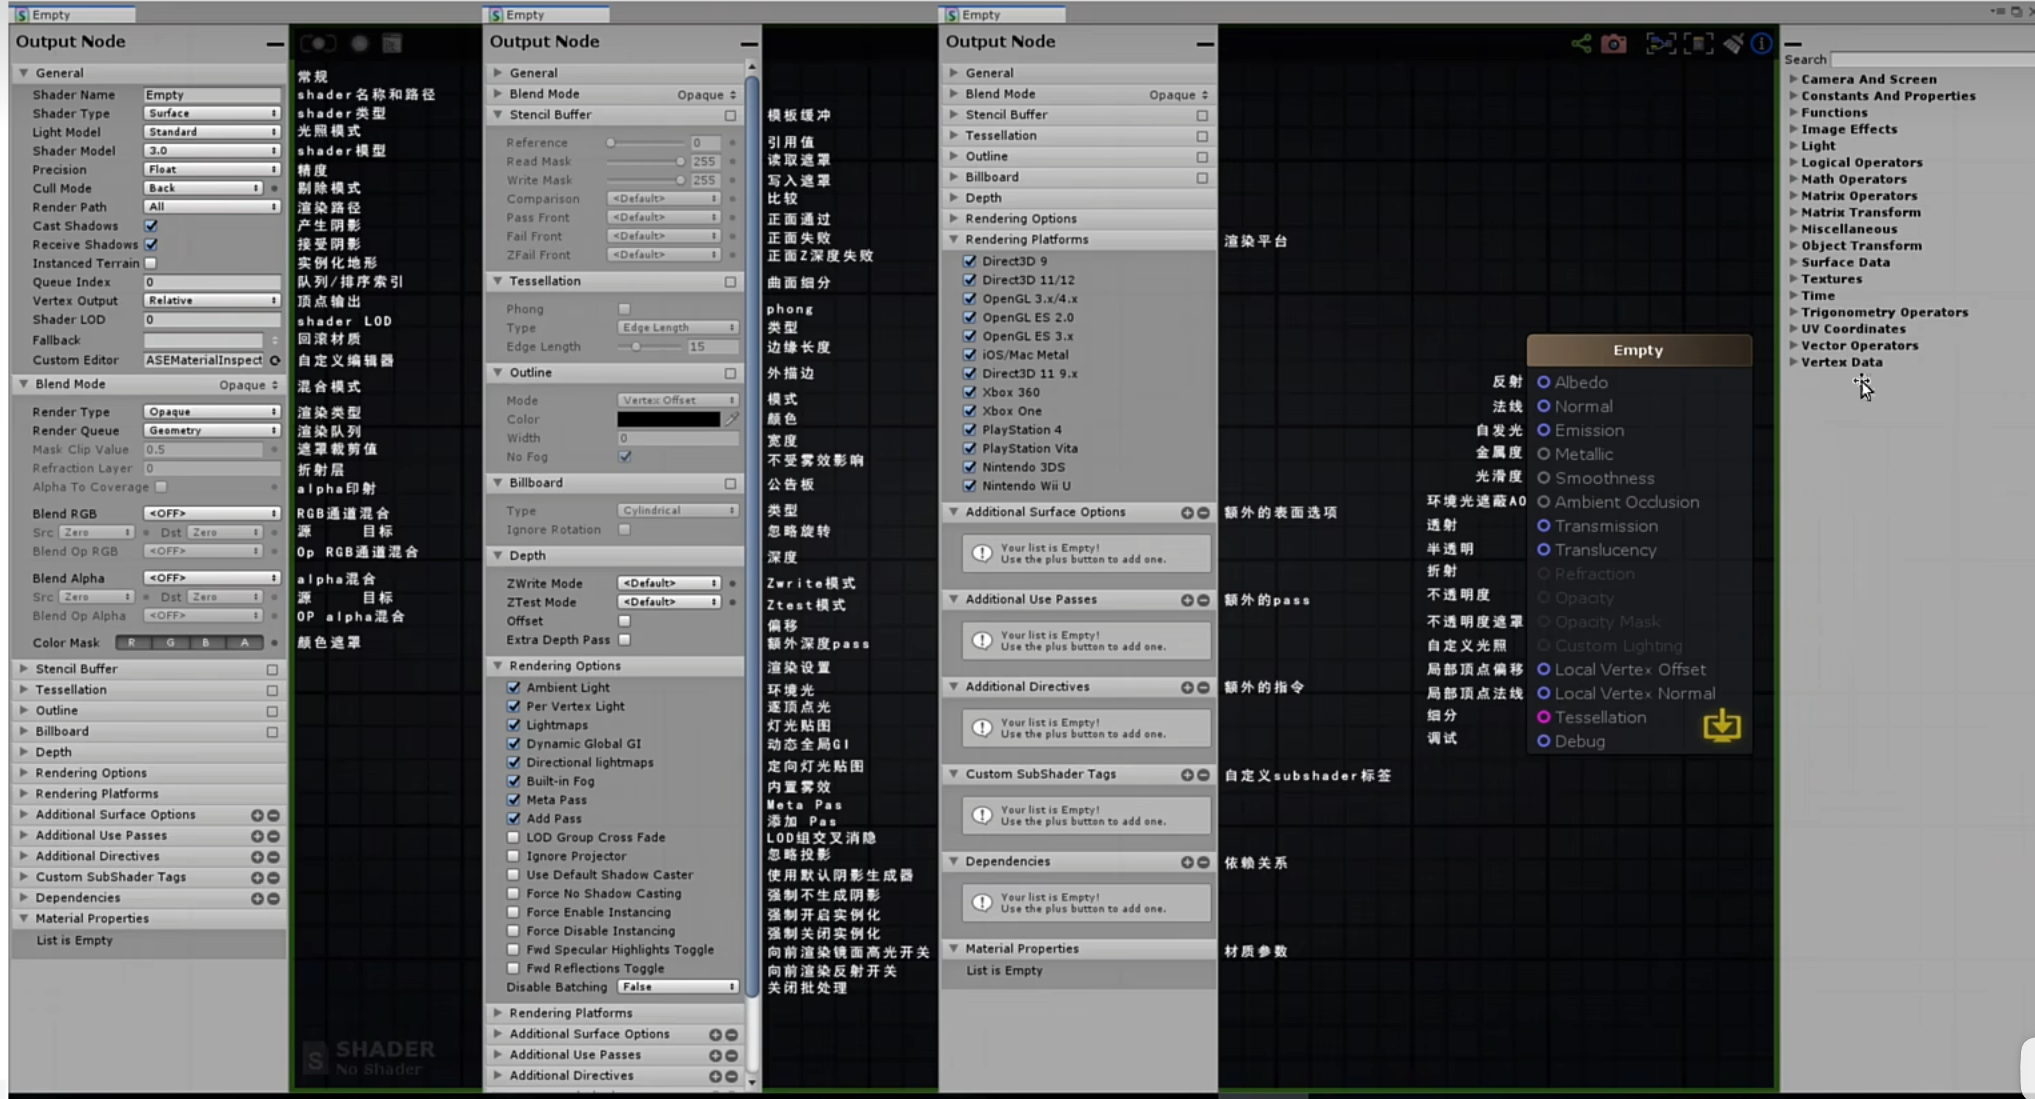 Empty
Output Node
General
Shader Name Empty
Shader Type Surface
Light Model Standard
Shader Model 3.0
Precision Float
Cull Mode Back
Render Path All
Cast Shadows
Receive Shadows
Instanced Terrain
Queue Index 0
Vertex Output Relative
Shader LOD 0
Fallback
Custom Editor ASEMaterialInspect
Blend Mode Opaque
Render Type Opaque
Render Queue Geometry
Mask Clip Value 0.5
Refraction Layer 0
Alpha To Coverage
Blend RGB <OFF>
Src Zero Dst Zero
Blend Op RGB <OFF>
Blend Alpha <OFF>
Src Zero Dst Zero
Blend Op Alpha <OFF>
Color Mask R G B A
Stencil Buffer
Tessellation
Outline
Billboard
Depth
Rendering Options
Rendering Platforms
Additional Surface Options
Additional Use Passes
Additional Directives
Custom SubShader Tags
Dependencies
Material Properties
List is Empty
常规
shader名称和路径
shader类型
光照模式
shader模型
精度
剔除模式
渲染路径
产生阴影
接受阴影
实例化地形
队列/排序索引
顶点输出
shader LOD
回滚材质
自定义编辑器
混合模式
渲染类型
渲染队列
遮罩裁剪值
折射层
alpha印射
RGB通道混合
源 目标
Op RGB通道混合
alpha混合
源 目标
OP alpha混合
颜色遮罩
SHADER
No Shader
Empty
Output Node
General
Blend Mode Opaque
Stencil Buffer
Reference 0
Read Mask 255
Write Mask 255
Comparison <Default>
Pass Front <Default>
Fail Front <Default>
ZFail Front <Default>
Tessellation
Phong
Type Edge Length
Edge Length 15
Outline
Mode Vertex Offset
Color
Width 0
No Fog
Billboard
Type Cylindrical
Ignore Rotation
Depth
ZWrite Mode <Default>
ZTest Mode <Default>
Offset
Extra Depth Pass
Rendering Options
Ambient Light
Per Vertex Light
Lightmaps
Dynamic Global GI
Directional lightmaps
Built-in Fog
Meta Pass
Add Pass
LOD Group Cross Fade
Ignore Projector
Use Default Shadow Caster
Force No Shadow Casting
Force Enable Instancing
Force Disable Instancing
Fwd Specular Highlights Toggle
Fwd Reflections Toggle
Disable Batching False
Rendering Platforms
Additional Surface Options
Additional Use Passes
Additional Directives
模板缓冲
引用值
读取遮罩
写入遮罩
比较
正面通过
正面失败
正面Z深度失败
曲面细分
phong
类型
边缘长度
外描边
模式
颜色
宽度
不受雾效影响
公告板
类型
忽略旋转
深度
Zwrite模式
Ztest模式
偏移
额外深度pass
渲染设置
环境光
逐顶点光
灯光贴图
动态全局GI
定向灯光贴图
内置雾效
Meta Pas
添加 Pas
LOD组交叉消隐
忽略投影
使用默认阴影生成器
强制不生成阴影
强制开启实例化
强制关闭实例化
向前渲染镜面高光开关
向前渲染反射开关
关闭批处理
Empty
Output Node
General
Blend Mode Opaque
Stencil Buffer
Tessellation
Outline
Billboard
Depth
Rendering Options
Rendering Platforms
Direct3D 9
Direct3D 11/12
OpenGL 3.x/4.x
OpenGL ES 2.0
OpenGL ES 3.x
iOS/Mac Metal
Direct3D 11 9.x
Xbox 360
Xbox One
PlayStation 4
PlayStation Vita
Nintendo 3DS
Nintendo Wii U
Additional Surface Options
Your list is Empty!
Use the plus button to add one.
Additional Use Passes
Your list is Empty!
Use the plus button to add one.
Additional Directives
Your list is Empty!
Use the plus button to add one.
Custom SubShader Tags
Your list is Empty!
Use the plus button to add one.
Dependencies
Your list is Empty!
Use the plus button to add one.
Material Properties
List is Empty
渲染平台
额外的表面选项
额外的pass
额外的指令
自定义subshader标签
依赖关系
材质参数
Empty
反射 Albedo
法线 Normal
自发光 Emission
金属度 Metallic
光滑度 Smoothness
环境光遮蔽AO Ambient Occlusion
透射 Transmission
半透明 Translucency
折射 Refraction
不透明度 Opacity
不透明度遮罩 Opacity Mask
自定义光照 Custom Lighting
局部顶点偏移 Local Vertex Offset
局部顶点法线 Local Vertex Normal
细分 Tessellation
调试 Debug
Search
Camera And Screen
Constants And Properties
Functions
Image Effects
Light
Logical Operators
Math Operators
Matrix Operators
Matrix Transform
Miscellaneous
Object Transform
Surface Data
Textures
Time
Trigonometry Operators
UV Coordinates
Vector Operators
Vertex Data